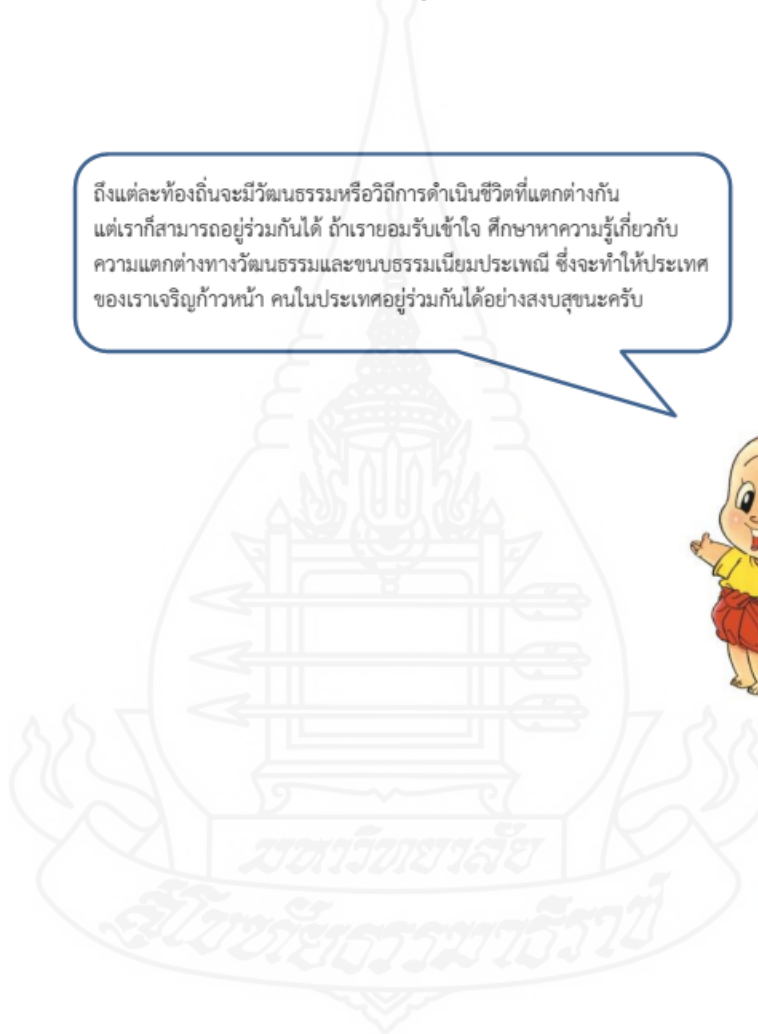 ถึงแต่ละท้องถิ่นจะมีวัฒนธรรมหรือวิถีการดำเนินชีวิตที่แตกต่างกัน
แต่เราก็สามารถอยู่ร่วมกันได้ ถ้าเรายอมรับเข้าใจ ศึกษาหาความรู้เกี่ยวกับ
ความแตกต่างทางวัฒนธรรมและขนบธรรมเนียมประเพณี ซึ่งจะทำให้ประเทศ
ของเราเจริญก้าวหน้า คนในประเทศอยู่ร่วมกันได้อย่างสงบสุขนะครับ
มหาวิทยาลัย
สุโขทัยธรรมาธิราช